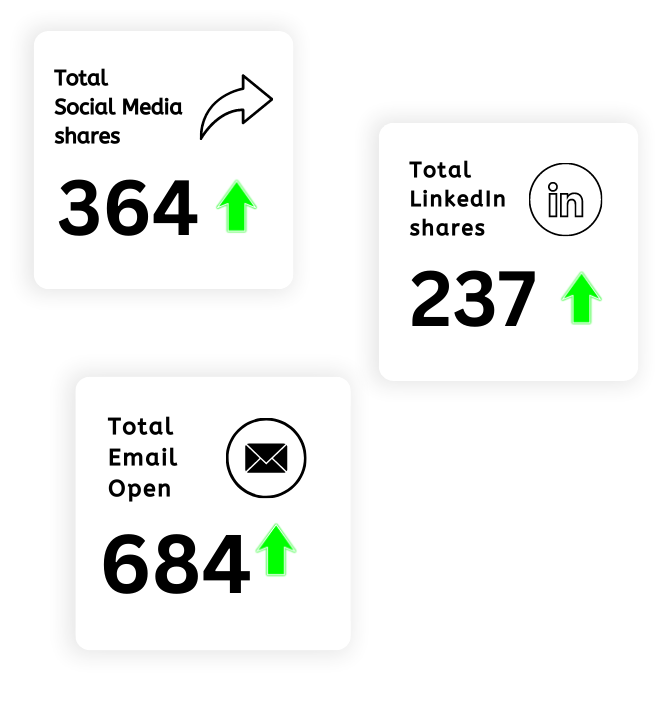 Total
Social Media
shares
364
Total
LinkedIn
shares
in
237
Total
Email
Open
684